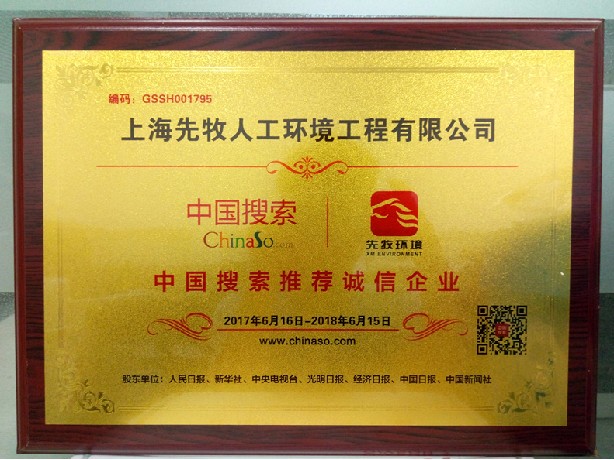 编码：GSSH001795
上海先牧人工环境工程有限公司
中国搜索
ChinaSo.com
先牧环境
AIR ENVIRONMENT
中国搜索推荐诚信企业
2017年6月16日-2018年6月15日
www.chinaso.com
股东单位：人民日报、新华社、中央电视台、光明日报、经济日报、中国日报、中国新闻社